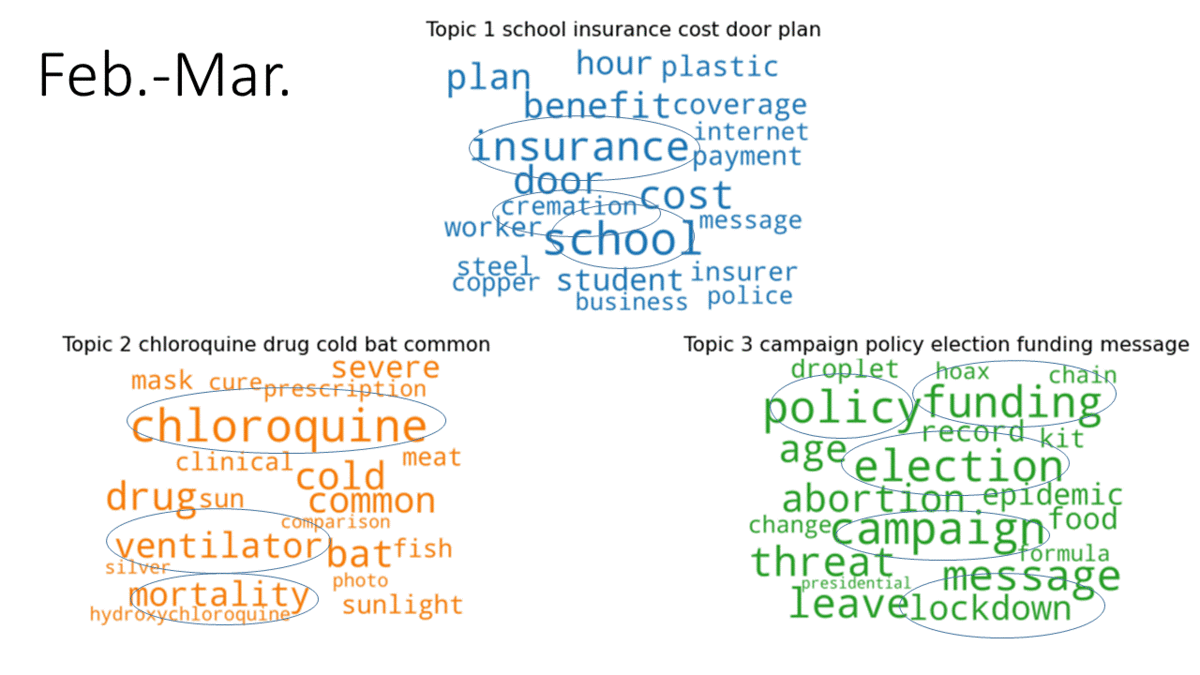 Feb.-Mar.
Topic 1 school insurance cost door plan
plan hour plastic
benefit coverage
insurance internet
payment
door cost
cremation
worker message
school
steel
copper student insurer
business police
Topic 2 chloroquine drug cold bat common
severe
mask cure prescription
chloroquine
clinical meat
cold
drug sun common
comparison
ventilator bat fish
silver
mortality photo
sunlight
hydroxychloroquine
Topic 3 campaign policy election funding message
droplet hoax chain
policy funding
record kit
age election
abortion epidemic
change campaign food
threat formula
presidential message
leave lockdown